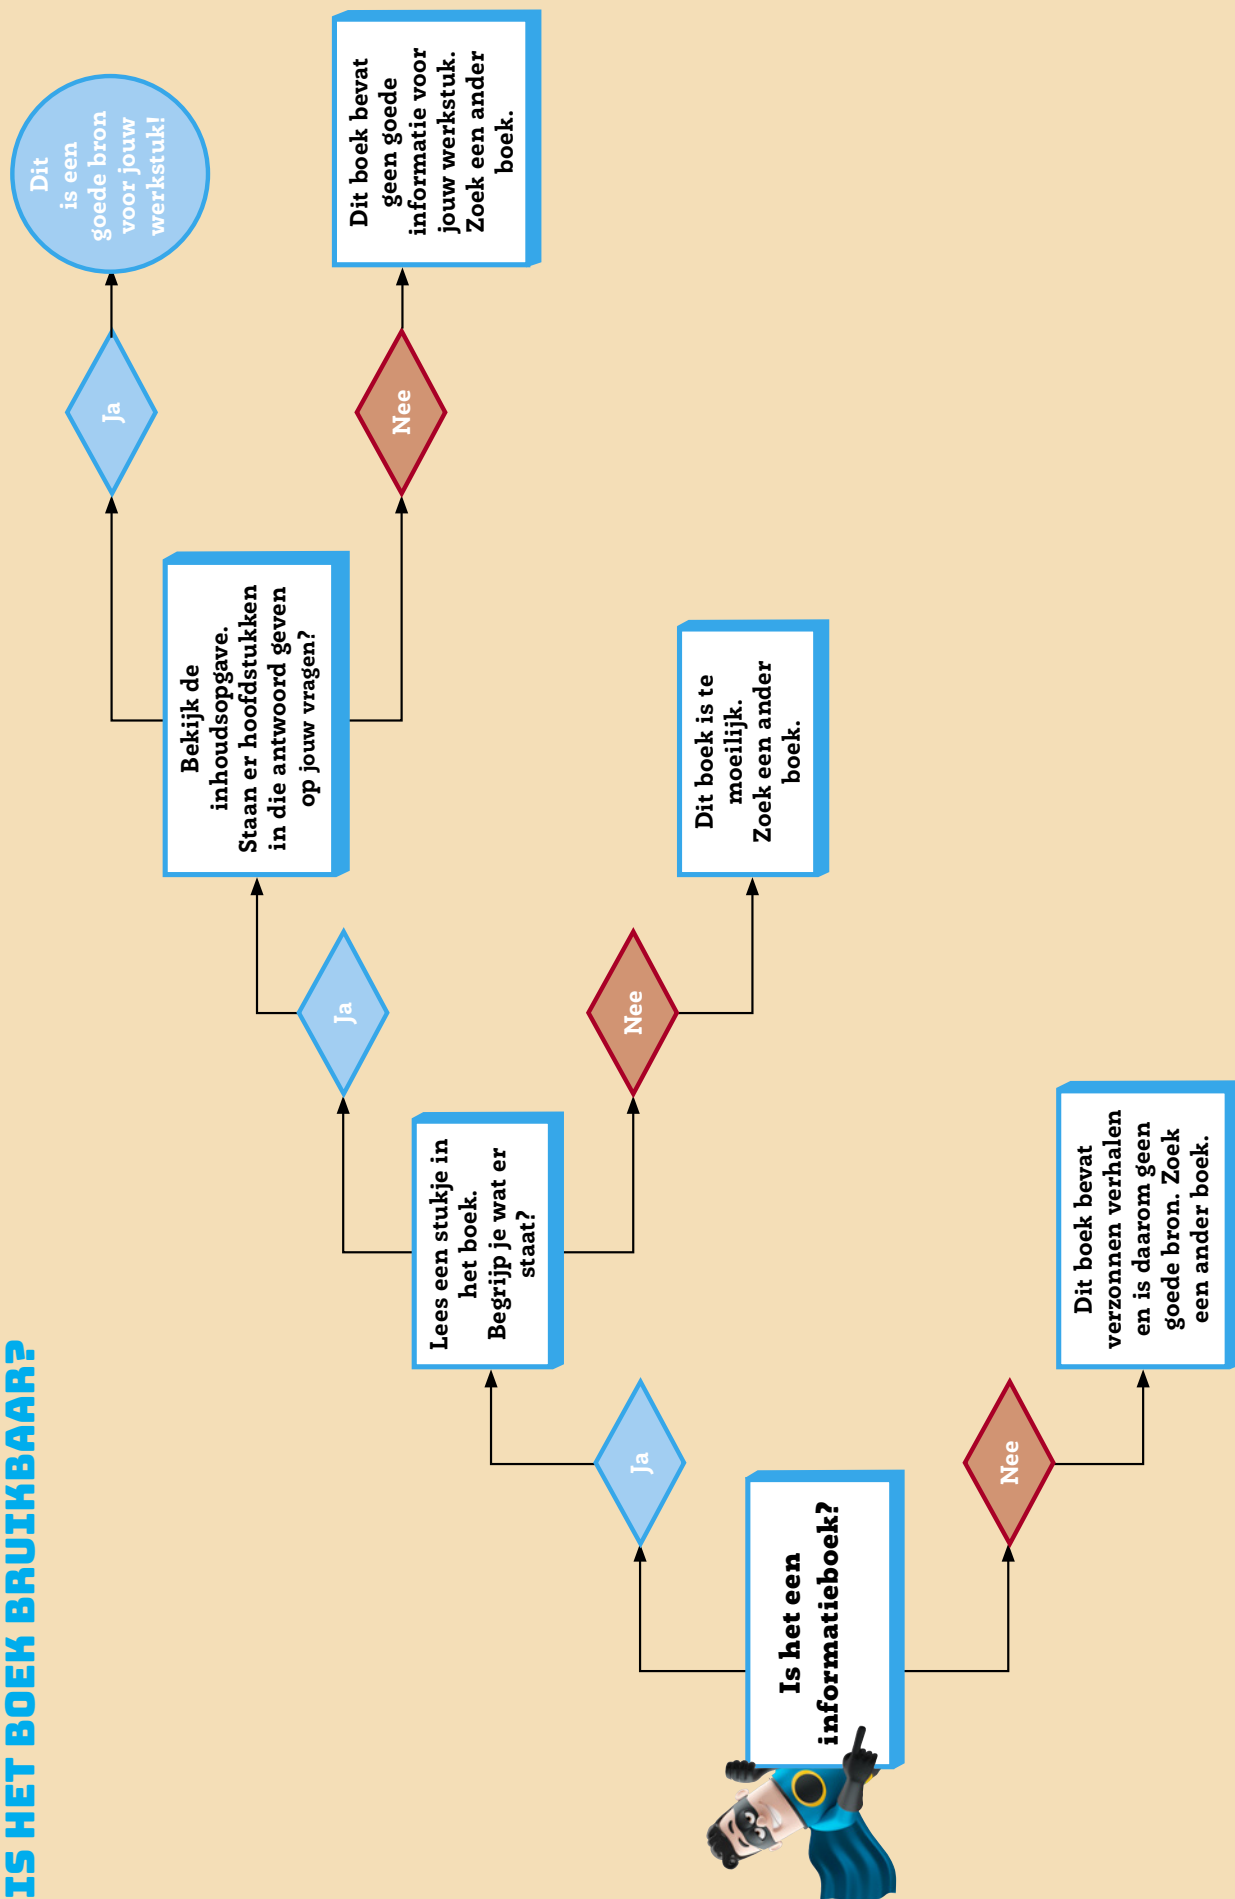 IS HET BOEK BRUIKBAAR?
Is het een
informatieboek?
Ja
Nee
Lees een stukje in
het boek.
Begrijp je wat er
staat?
Dit boek bevat
verzonnen verhalen
en is daarom geen
goede bron. Zoek
een ander boek.
Ja
Nee
Bekijk de
inhoudsopgave.
Staan er hoofdstukken
in die antwoord geven
op jouw vragen?
Dit boek is te
moeilijk.
Zoek een ander
boek.
Ja
Nee
Dit
is een
goede bron
voor jouw
werkstuk!
Dit boek bevat
geen goede
informatie voor
jouw werkstuk.
Zoek een ander
boek.